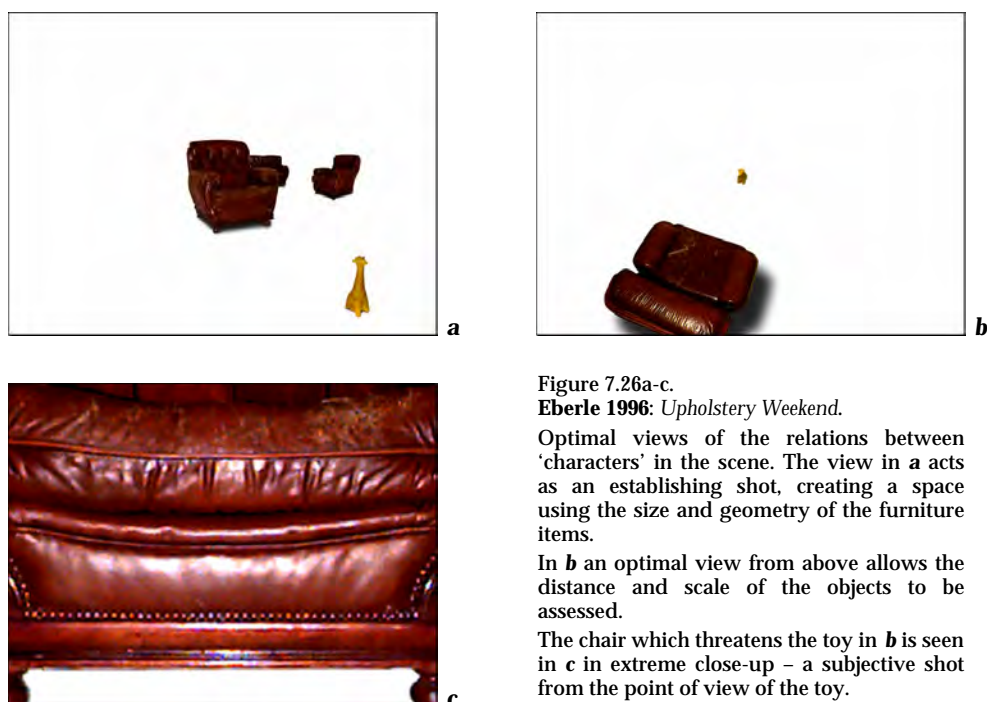 a
b
c
Figure 7.26a-c.
Eberle 1996: Upholstery Weekend.
Optimal views of the relations between
‘characters’ in the scene. The view in a acts
as an establishing shot, creating a space
using the size and geometry of the furniture
items.
In b an optimal view from above allows the
distance and scale of the objects to be
assessed.
The chair which threatens the toy in b is seen
in c in extreme close-up – a subjective shot
from the point of view of the toy.